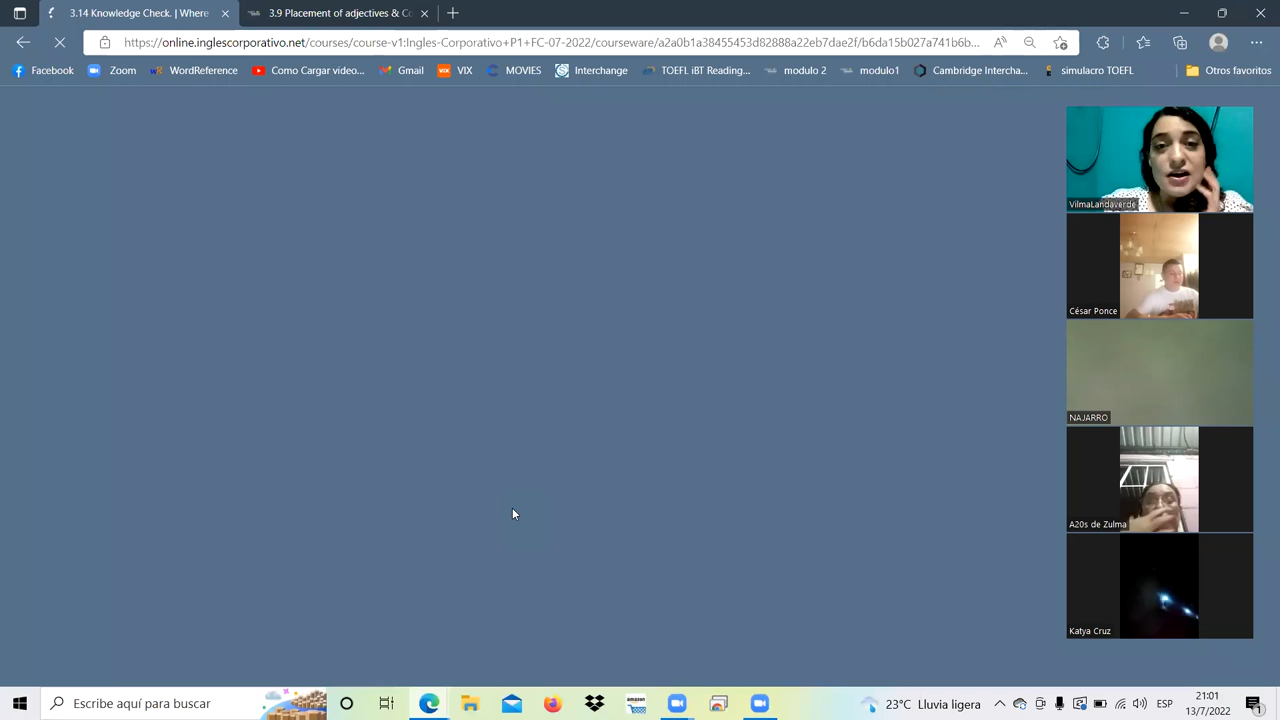 3.14 Knowledge Check. | Where
3.9 Placement of adjectives & Co
https://online.inglescorporativo.net/courses/course-v1:Ingles-Corporativo+P1+FC-07-2022/courseware/a2a0b1a38455453d82888a22eb7dae2f/b6da15b027a741b6b...
Facebook
Zoom
WordReference
Como Cargar video...
Gmail
VIX
MOVIES
Interchange
TOEFL iBT Reading...
modulo 2
modulo1
Cambridge Intercha...
simulacro TOEFL
Otros favoritos
VilmaLandaverde
César Ponce
NAJARRO
A20s de Zulma
Katya Cruz
Escribe aquí para buscar
23°C Lluvia ligera
ESP
21:01
13/7/2022